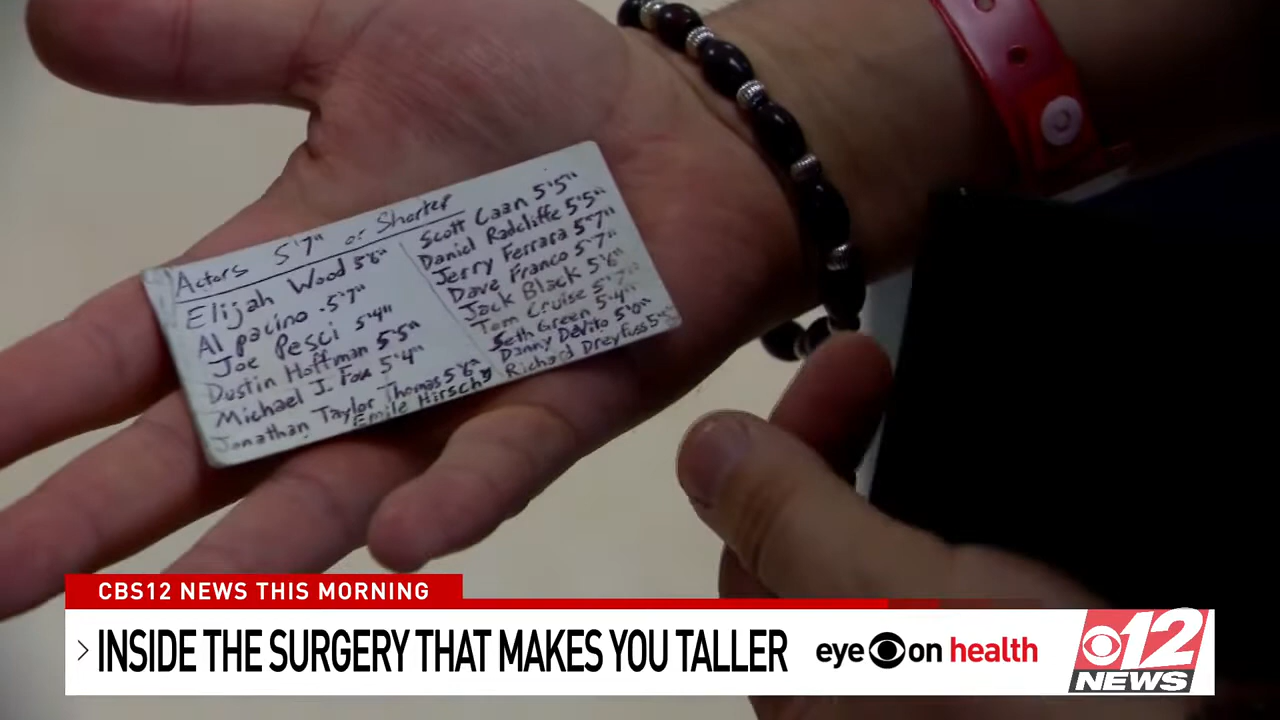 Actors 5'7" or Shorter
Elijah Wood 5'6"
Al pacino -5'7"
Joe Pesci 5'4"
Dustin Hoffman 5'5"
Michael J. Fox 5'4"
Jonathan Taylor Thomas 5'6"
Emile Hirsch
Scott Caan 5'5"
Daniel Radcliffe 5'5"
Jerry Ferrara 5'7"
Dave Franco 5'7"
Jack Black 5'6"
Tom Cruise 5'7"
Seth Green 5'4"
Danny DeVito 5'0"
Richard Dreyfuss 5'5"
CBS12 NEWS THIS MORNING
> INSIDE THE SURGERY THAT MAKES YOU TALLER
eye on health
12
NEWS